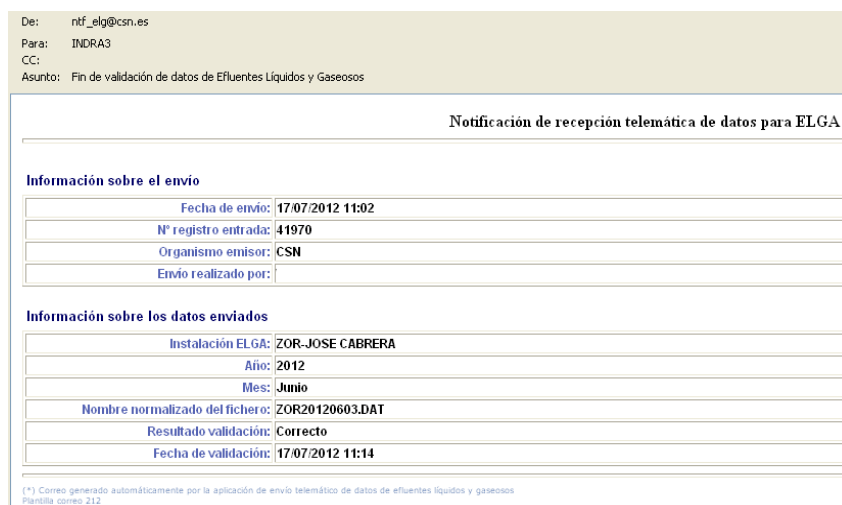 De: ntf_elg@csn.es
Para: INDRA3
CC:
Asunto: Fin de validación de datos de Efluentes Líquidos y Gaseosos
Notificación de recepción telemática de datos para ELGA
Información sobre el envío
Fecha de envío: 17/07/2012 11:02
Nº registro entrada: 41970
Organismo emisor: CSN
Envío realizado por:
Información sobre los datos enviados
Instalación ELGA: ZOR-JOSE CABRERA
Año: 2012
Mes: Junio
Nombre normalizado del fichero: ZOR20120603.DAT
Resultado validación: Correcto
Fecha de validación: 17/07/2012 11:14
(*) Correo generado automáticamente por la aplicación de envío telemático de datos de efluentes líquidos y gaseosos
Plantilla correo 212